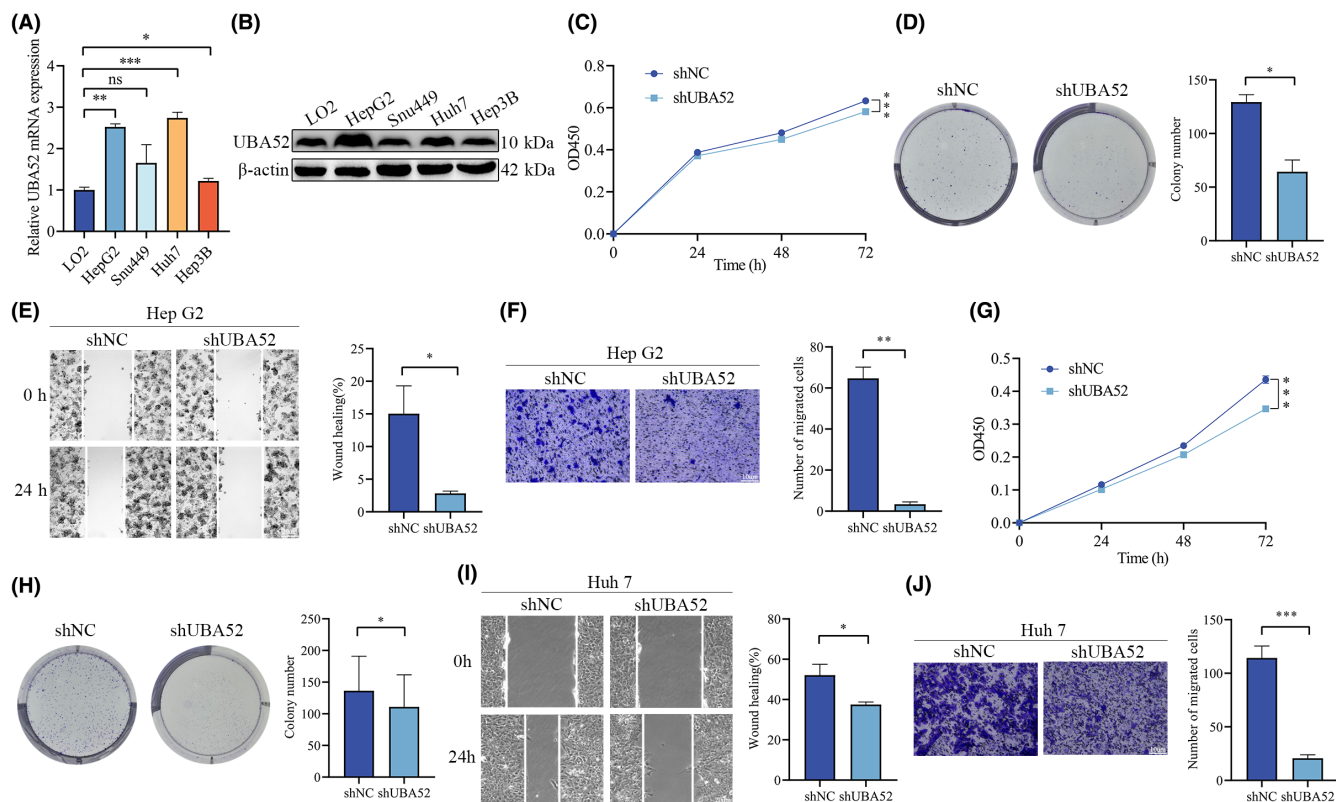 (A)
Relative UBA52 mRNA expression
4
3
2
1
0
*
***
ns
**
LO2
HepG2
Snu449
Huh7
Hep3B
(B)
LO2 HepG2 Snu449 Huh7 Hep3B
UBA52 10 kDa
β-actin 42 kDa
(C)
OD450
0.8
0.6
0.4
0.2
0.0
0 24 48 72
Time (h)
shNC
shUBA52
***
(D)
shNC shUBA52
Colony number
150
100
50
0
*
shNC shUBA52
(E)
Hep G2
shNC shUBA52
0 h
24 h
Wound healing(%)
25
20
15
10
5
0
*
shNC shUBA52
(F)
Hep G2
shNC shUBA52
Number of migrated cells
80
60
40
20
0
**
shNC shUBA52
(G)
OD450
0.5
0.4
0.3
0.2
0.1
0.0
0 24 48 72
Time (h)
shNC
shUBA52
***
(H)
shNC shUBA52
Colony number
250
200
150
100
50
0
*
shNC shUBA52
(I)
Huh 7
shNC shUBA52
0h
24h
Wound healing(%)
80
60
40
20
0
*
shNC shUBA52
(J)
Huh 7
shNC shUBA52
Number of migrated cells
150
100
50
0
***
shNC shUBA52